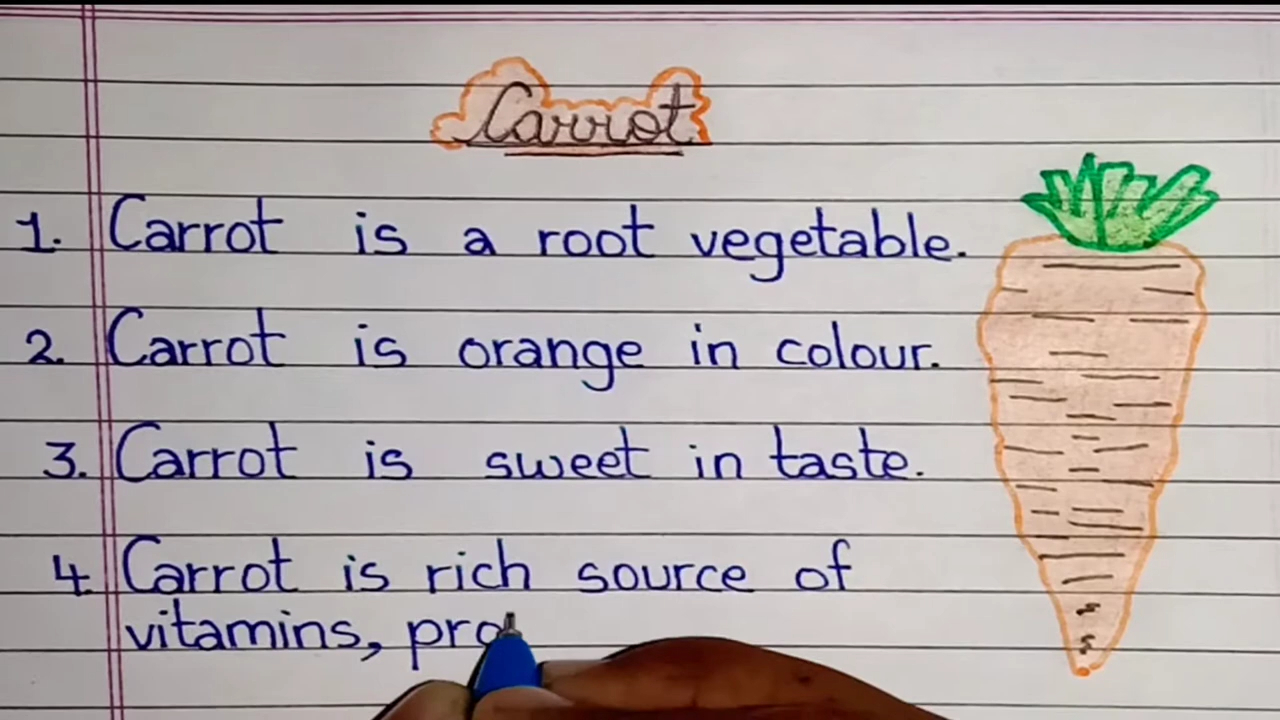 Carrot
1. Carrot is a root vegetable.
2. Carrot is orange in colour.
3. Carrot is sweet in taste.
4. Carrot is rich source of
vitamins, pro